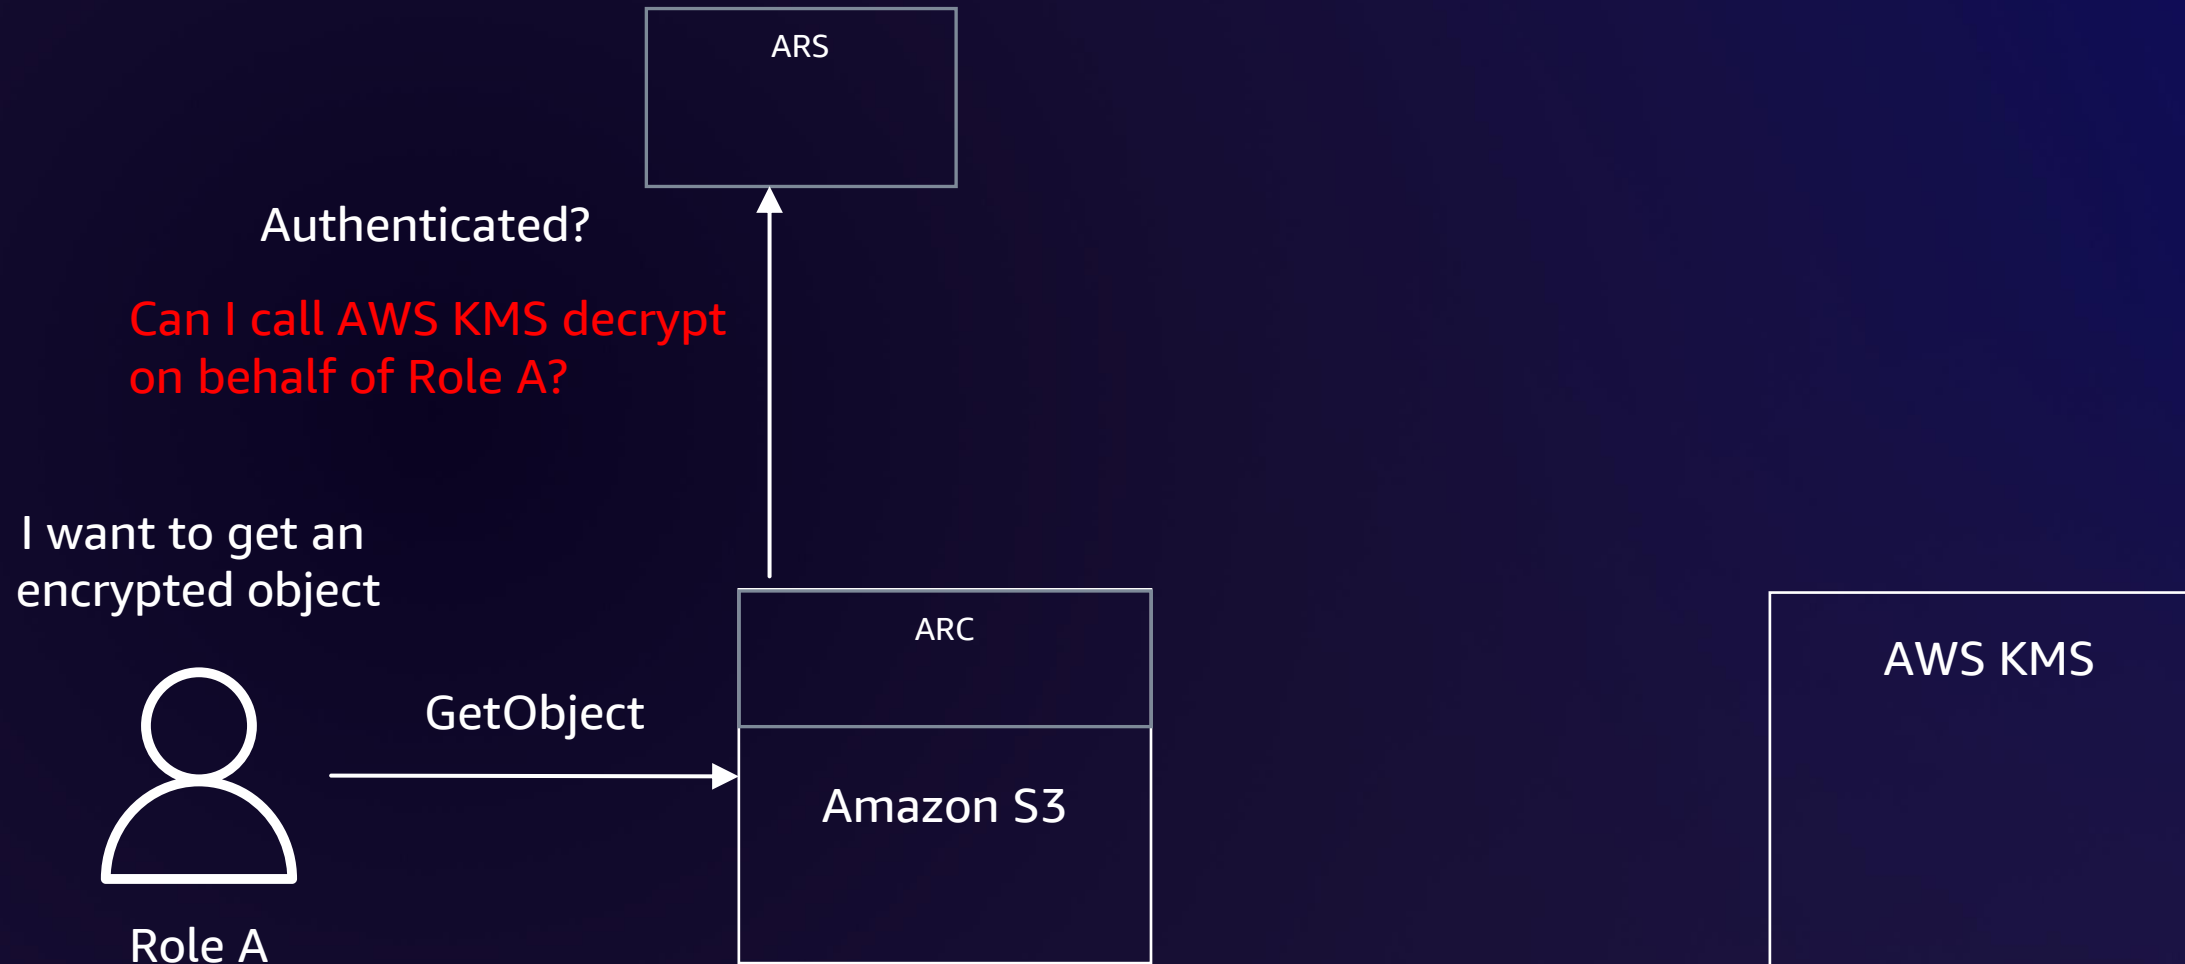 ARS
Authenticated?
Can I call AWS KMS decrypt
on behalf of Role A?
I want to get an
encrypted object
GetObject
Role A
ARC
Amazon S3
AWS KMS